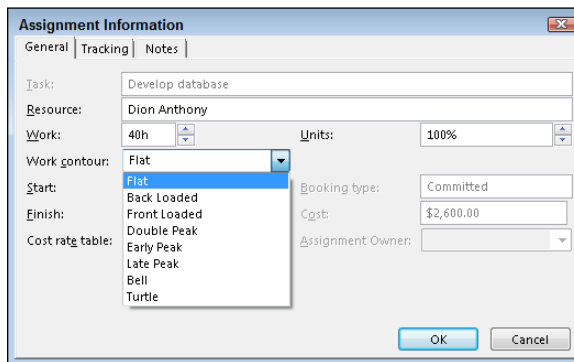 Assignment Information
General Tracking Notes
Task: Develop database
Resource: Dion Anthony
Work: 40h Units: 100%
Work contour: Flat
Flat
Start: Booking type: Committed
Back Loaded
Front Loaded
Finish: Cost: $2,600.00
Double Peak
Cost rate table: Early Peak Assignment Owner:
Late Peak
Bell
Turtle
OK Cancel